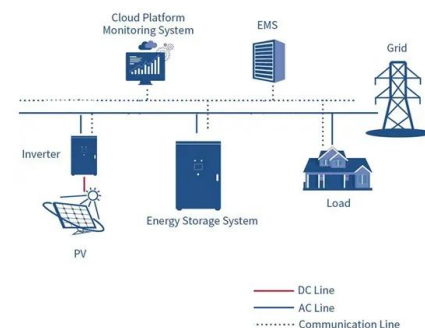 Cloud Platform
Monitoring System
EMS
Grid
Inverter
Energy Storage System
Load
PV
DC Line
AC Line
Communication Line